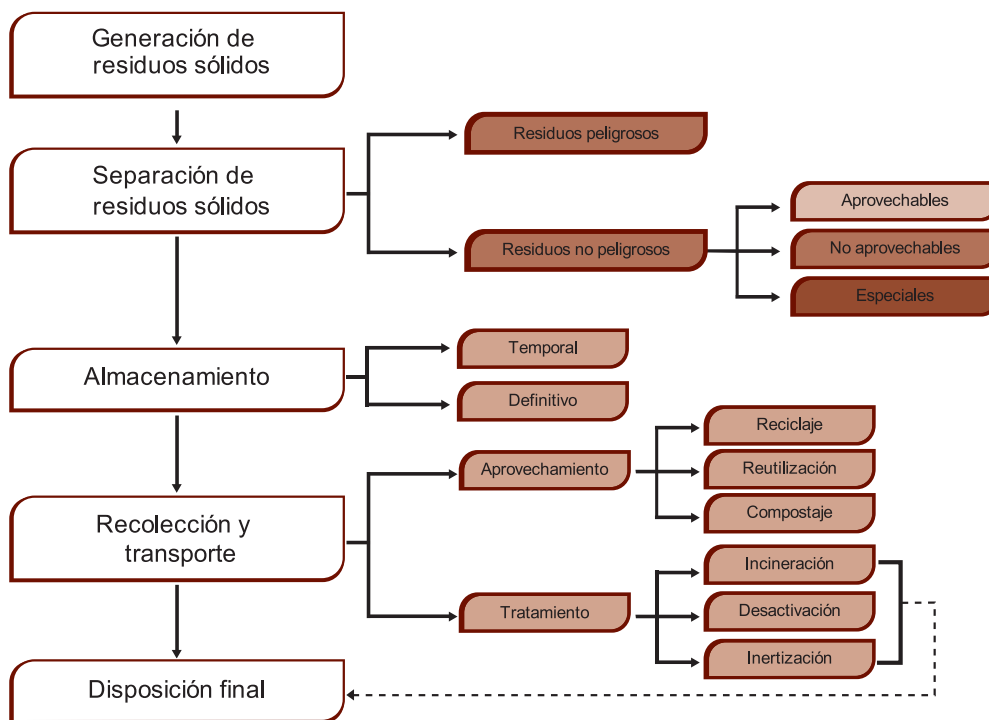 Generación de
residuos sólidos
Separación de
residuos sólidos
Residuos peligrosos
Residuos no peligrosos
Aprovechables
No aprovechables
Especiales
Almacenamiento
Temporal
Definitivo
Recolección y
transporte
Aprovechamiento
Reciclaje
Reutilización
Compostaje
Tratamiento
Incineración
Desactivación
Inertización
Disposición final